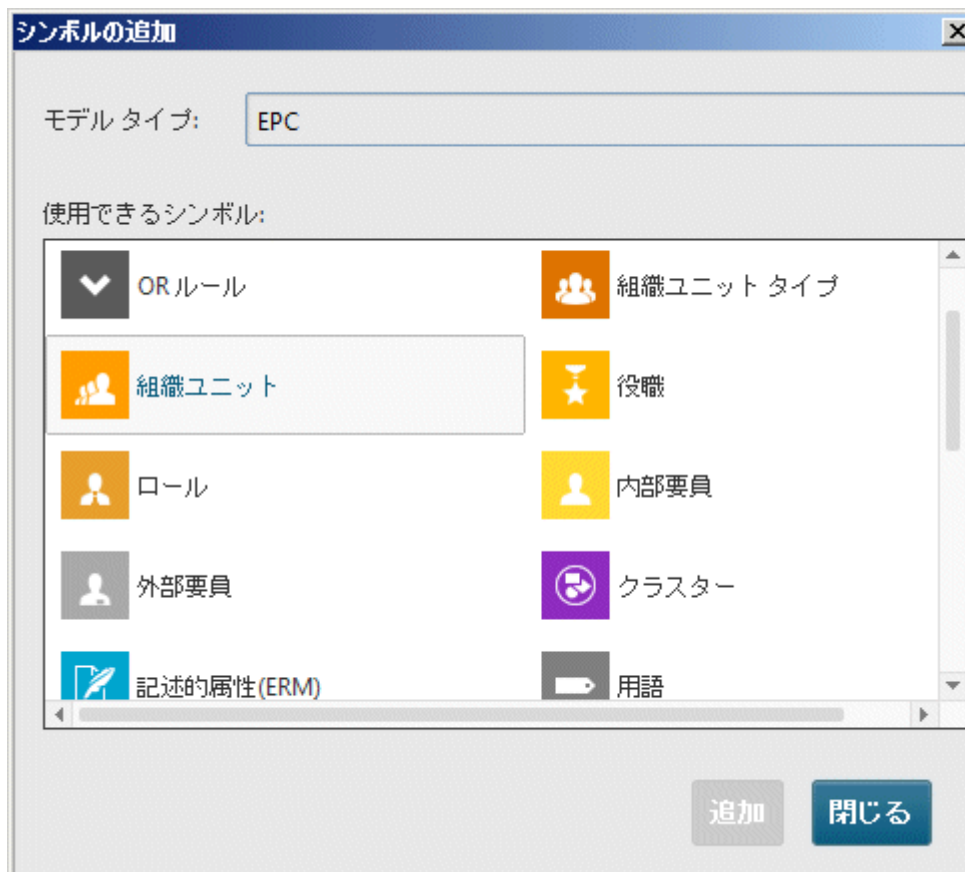 シンボルの追加
モデル タイプ: EPC
使用できるシンボル:
OR ルール 組織ユニット タイプ
組織ユニット 役職
ロール 内部要員
外部要員 クラスター
記述的属性(ERM) 用語
追加 閉じる